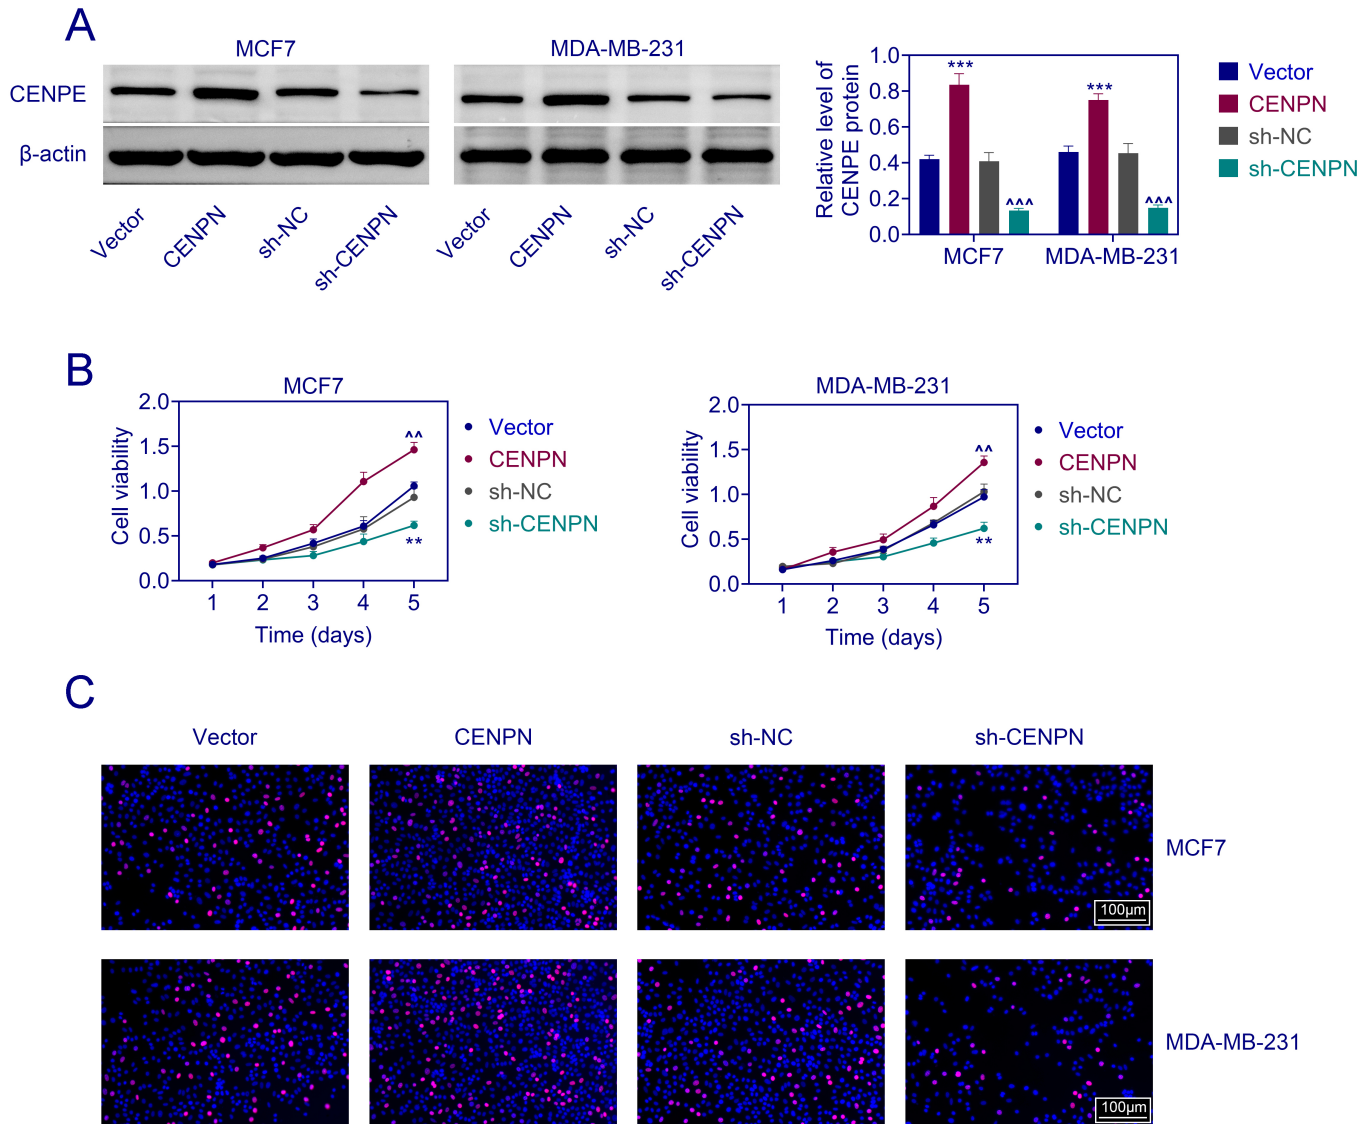 A
MCF7
MDA-MB-231
CENPE
β-actin
Vector
CENPN
sh-NC
sh-CENPN
Vector
CENPN
sh-NC
sh-CENPN
Relative level of
CENPE protein
1.0
0.8
0.6
0.4
0.2
0.0
***
^^^
***
^^^
MCF7
MDA-MB-231
Vector
CENPN
sh-NC
sh-CENPN
B
MCF7
Cell viability
2.0
1.5
1.0
0.5
0.0
^^
**
1 2 3 4 5
Time (days)
Vector
CENPN
sh-NC
sh-CENPN
MDA-MB-231
Cell viability
2.0
1.5
1.0
0.5
0.0
^^
**
1 2 3 4 5
Time (days)
Vector
CENPN
sh-NC
sh-CENPN
C
Vector
CENPN
sh-NC
sh-CENPN
MCF7
100μm
MDA-MB-231
100μm